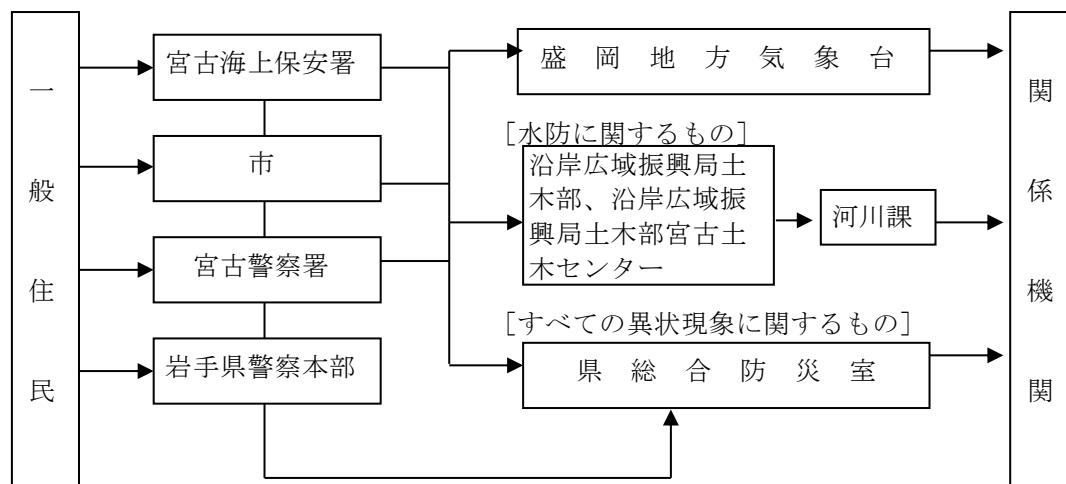 一般住民
宮古海上保安署
市
宮古警察署
岩手県警察本部
盛岡地方気象台
［水防に関するもの］
沿岸広域振興局土
木部、沿岸広域振
興局土木部宮古土
木センター
河川課
［すべての異状現象に関するもの］
県総合防災室
関係機関